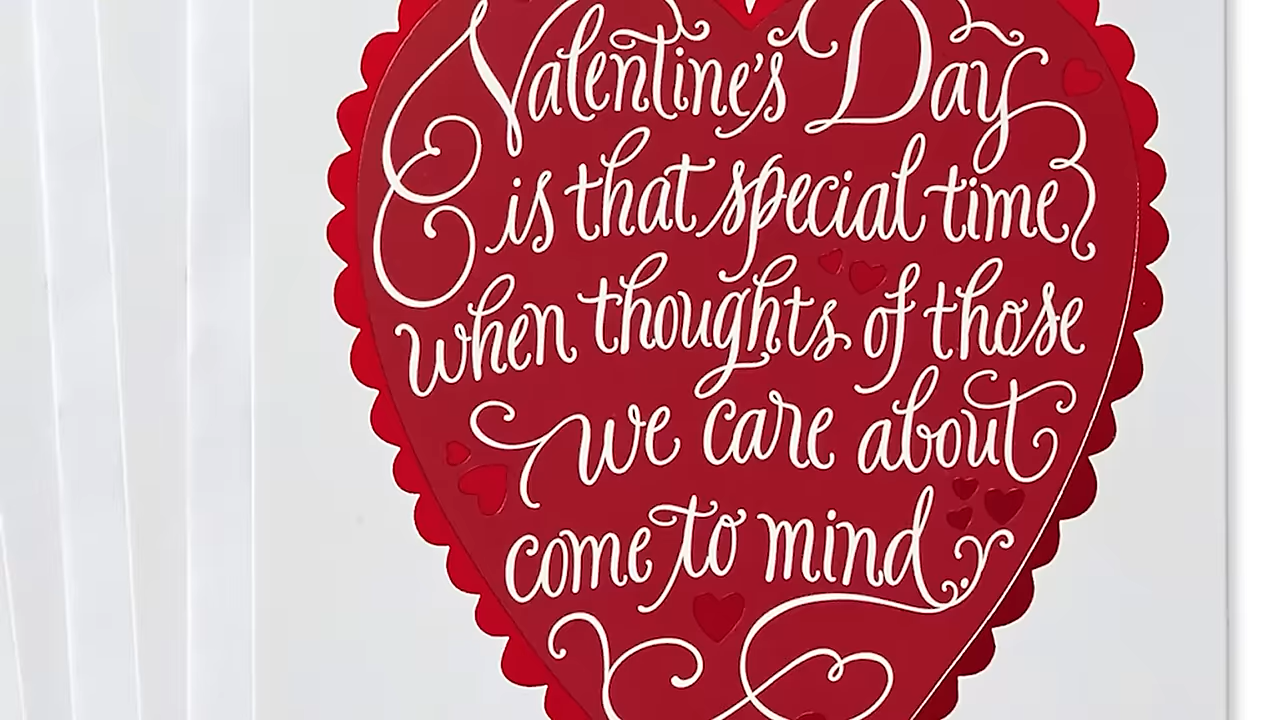 Valentine's Day
is that special time
when thoughts of those
we care about
come to mind.